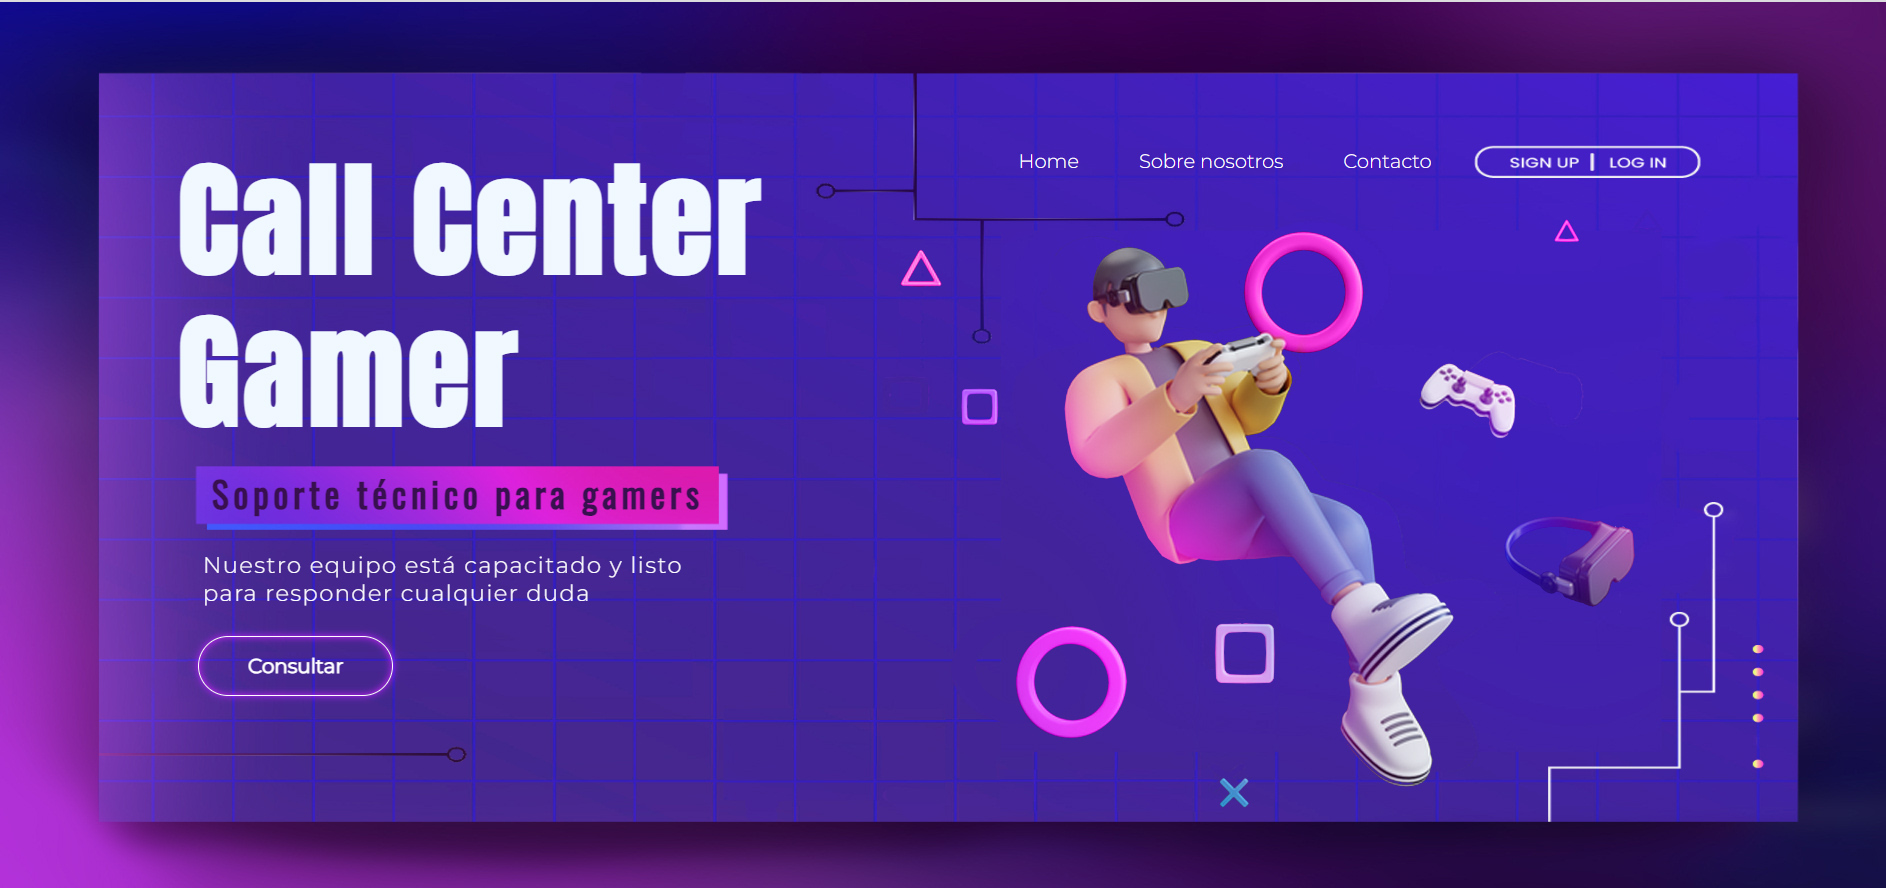 Home
Sobre nosotros
Contacto
SIGN UP | LOG IN
Call Center
Gamer
Soporte técnico para gamers
Nuestro equipo está capacitado y listo
para responder cualquier duda
Consultar